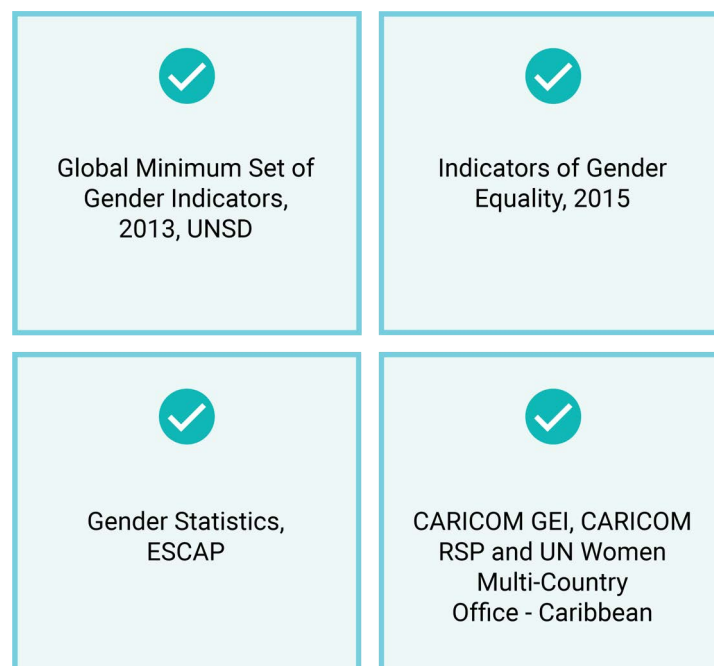 Global Minimum Set of
Gender Indicators,
2013, UNSD
Indicators of Gender
Equality, 2015
Gender Statistics,
ESCAP
CARICOM GEI, CARICOM
RSP and UN Women
Multi-Country
Office - Caribbean